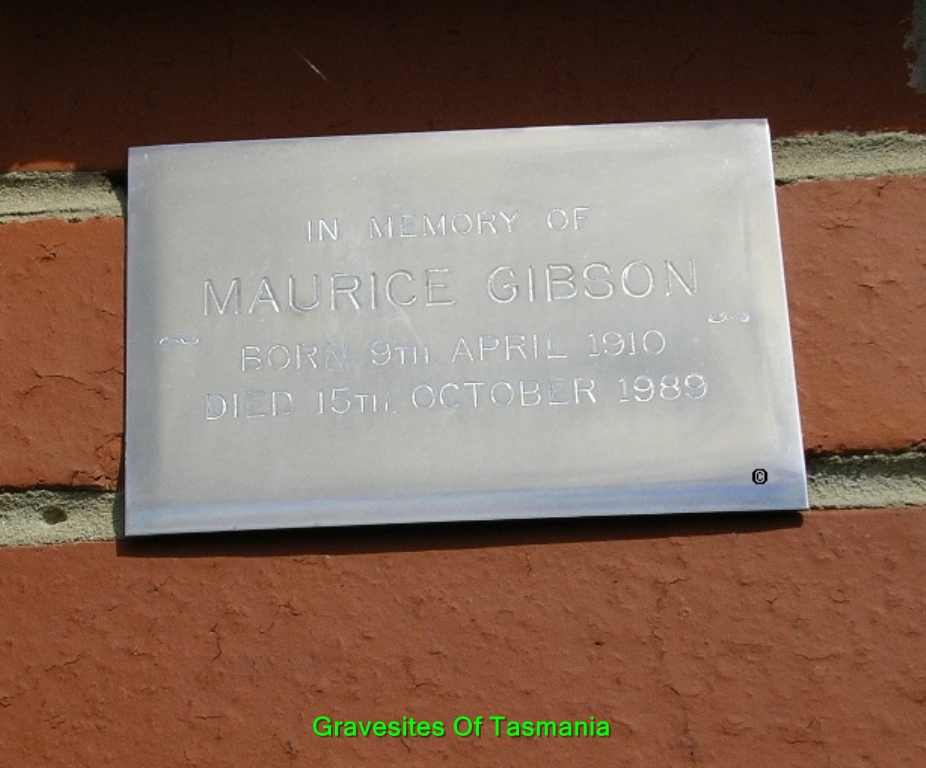 IN MEMORY OF
MAURICE GIBSON
BORN 9TH. APRIL 1910
DIED 15TH. OCTOBER 1989
©
Gravesites Of Tasmania